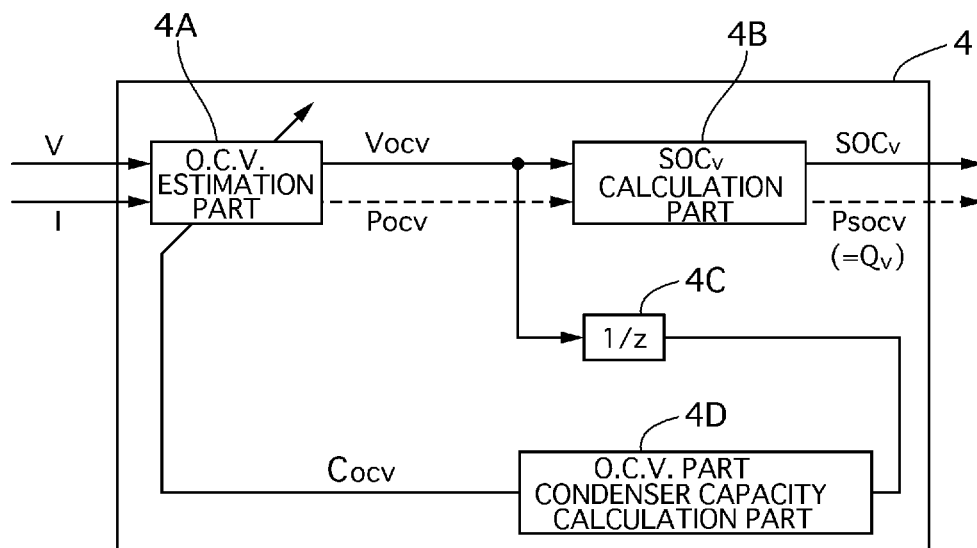 4A
4B
4
V
I
O.C.V.
ESTIMATION
PART
Vocv
Pocv
SOCv
CALCULATION
PART
SOCv
Psocv
(=Qv)
4C
1/z
4D
Cocv
O.C.V. PART
CONDENSER CAPACITY
CALCULATION PART